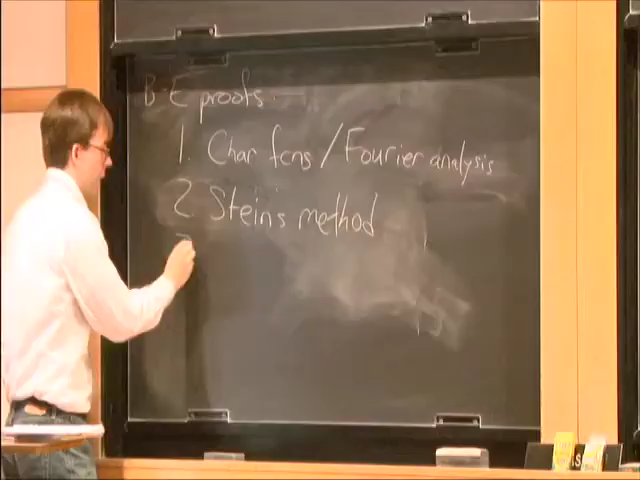 B-E proofs
1. Char fcns / Fourier analysis
2 Stein's method